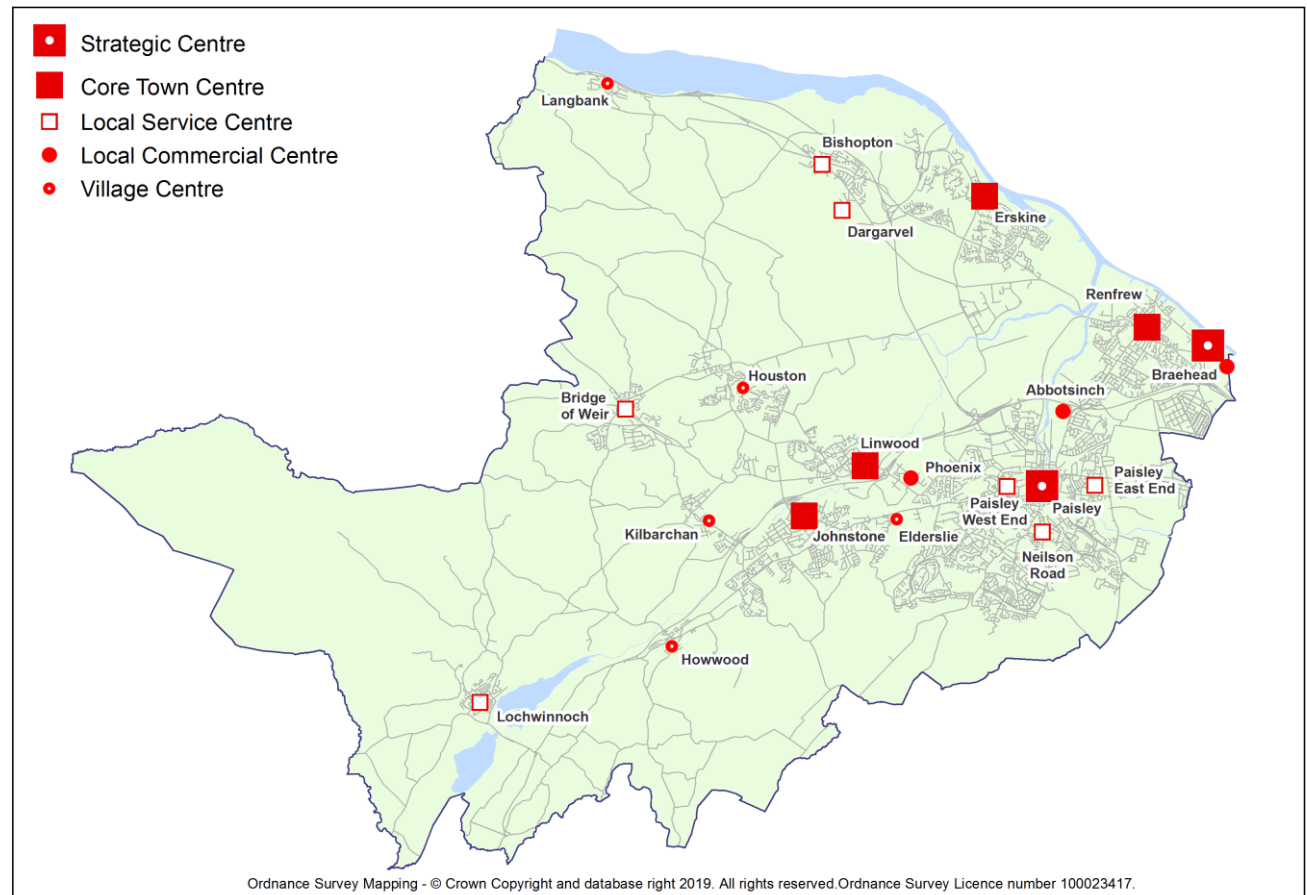 Strategic Centre
Core Town Centre
Local Service Centre
Local Commercial Centre
Village Centre
Langbank
Bishopton
Dargarvel
Erskine
Renfrew
Braehead
Abbotsinch
Houston
Bridge
of Weir
Linwood
Phoenix
Paisley
East End
Paisley
West End
Paisley
Kilbarchan
Johnstone
Elderslie
Neilson
Road
Howwood
Lochwinnoch
Ordnance Survey Mapping - © Crown Copyright and database right 2019. All rights reserved.Ordnance Survey Licence number 100023417.